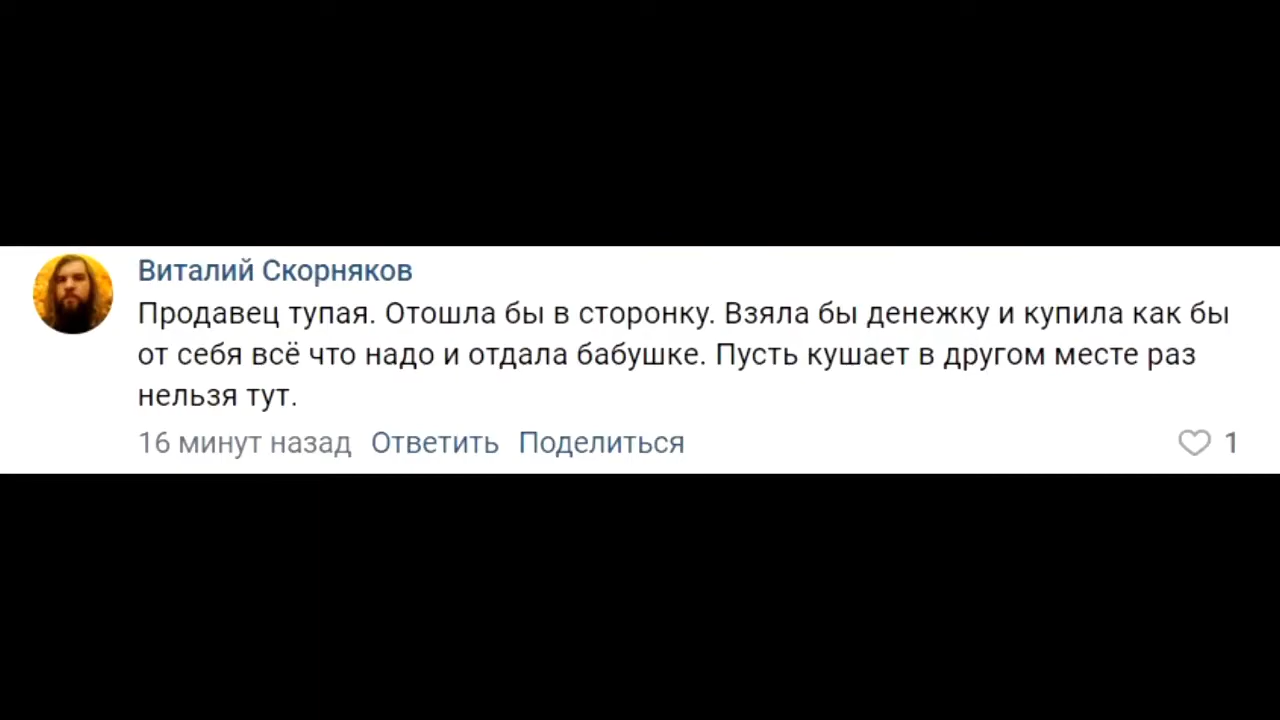 Виталий Скорняков
Продавец тупая. Отошла бы в сторонку. Взяла бы денежку и купила как бы
от себя всё что надо и отдала бабушке. Пусть кушает в другом месте раз
нельзя тут.
16 минут назад Ответить Поделиться 1